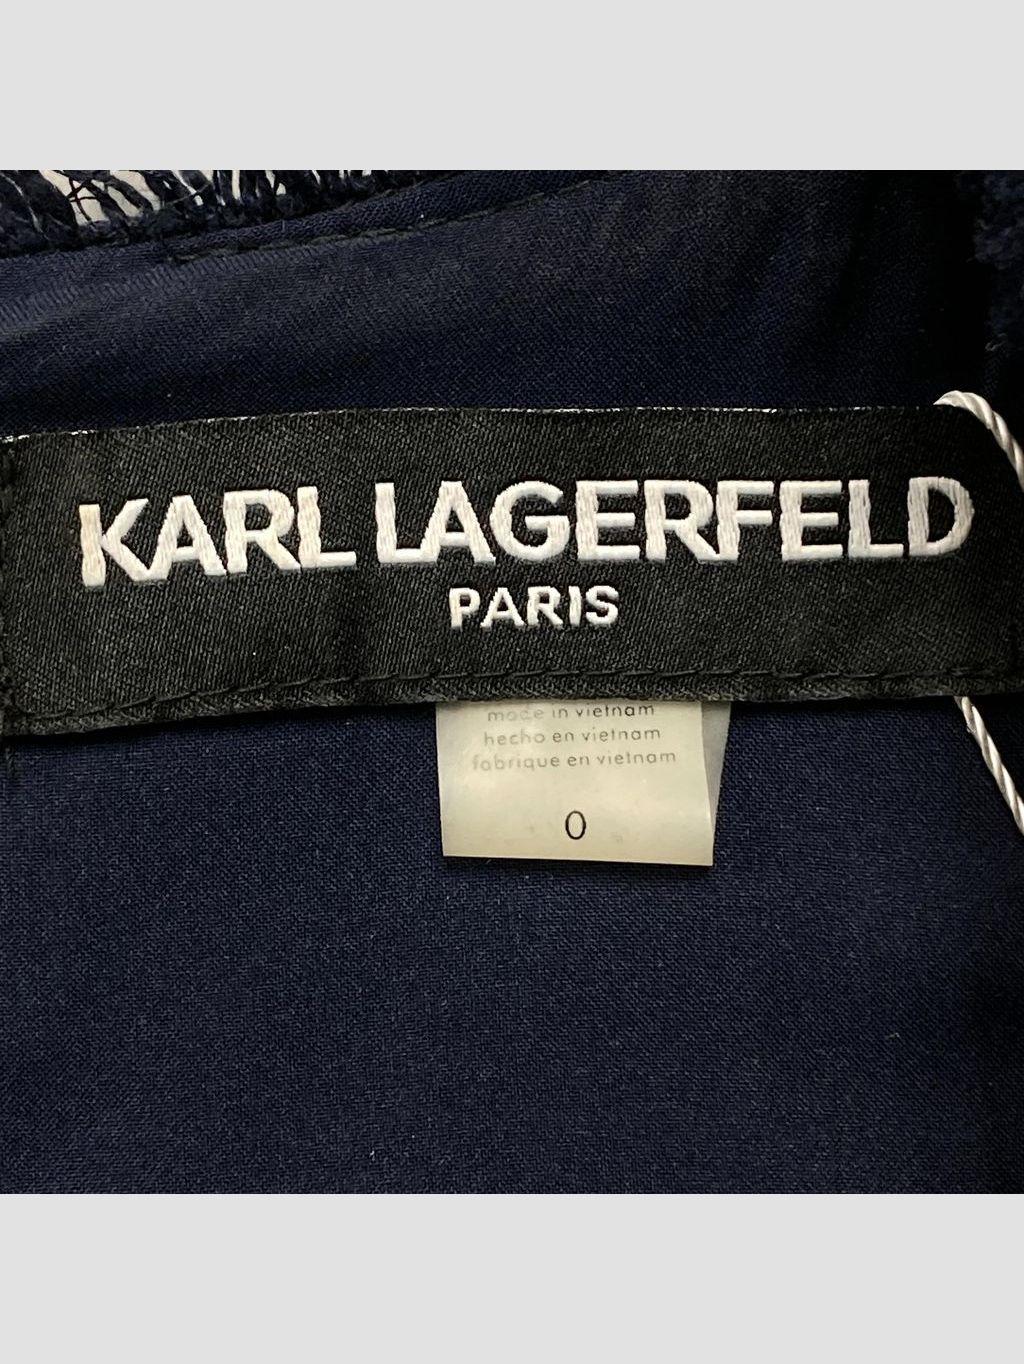 KARL LAGERFELD
PARIS
made in vietnam
hecho en vietnam
fabrique en vietnam
0